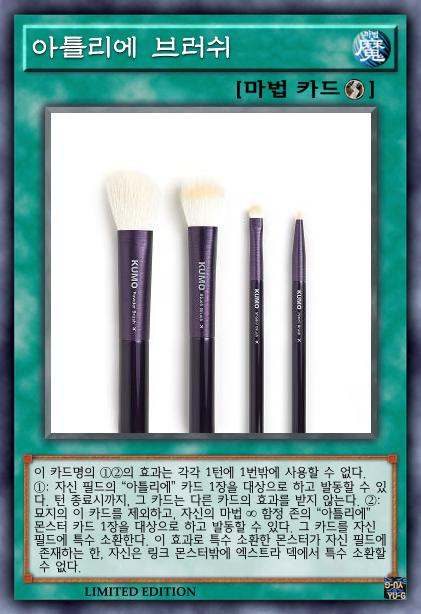 아틀리에 브러쉬
마법
魔
[마법 카드]
KUMO Powder Brush
KUMO Blush Brush
KUMO Shadow Brush
KUMO
이 카드명의 ①②의 효과는 각각 1턴에 1번밖에 사용할 수 없다.
①: 자신 필드의 “아틀리에” 카드 1장을 대상으로 하고 발동할 수 있
다. 턴 종료시까지, 그 카드는 다른 카드의 효과를 받지 않는다. ②:
묘지의 이 카드를 제외하고, 자신의 마법 ∞ 함정 존의 “아틀리에”
몬스터 카드 1장을 대상으로 하고 발동할 수 있다. 그 카드를 자신
필드에 특수 소환한다. 이 효과로 특수 소환한 몬스터가 자신 필드에
존재하는 한, 자신은 링크 몬스터밖에 엑스트라 덱에서 특수 소환할
수 없다.
LIMITED EDITION